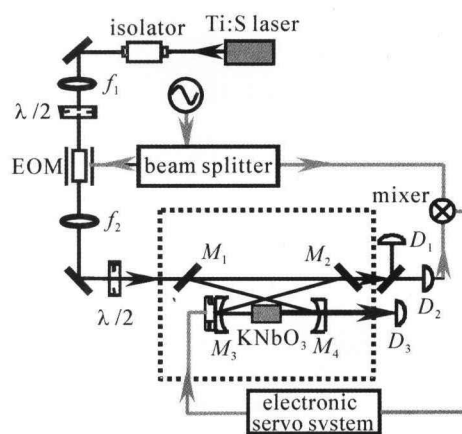 isolator
Ti:S laser
f₁
λ/2
EOM
beam splitter
mixer
f₂
M₁
M₂
D₁
D₂
λ/2
M₃
KNbO₃
M₄
D₃
electronic
servo system